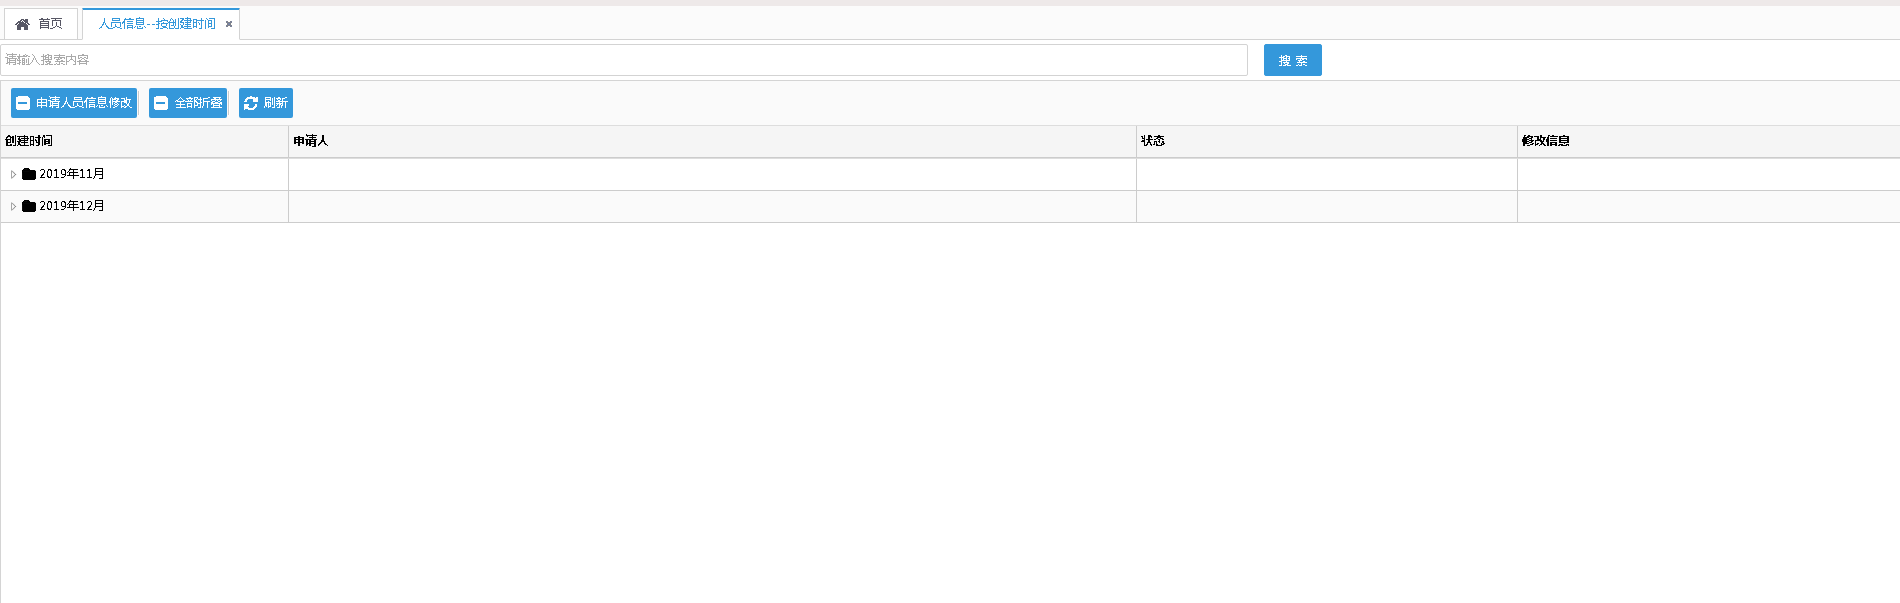 首页 人员信息--按创建时间
请输入搜索内容 搜 索
申请人员信息修改 全部折叠 刷新
创建时间 申请人 状态 修改信息
2019年11月
2019年12月